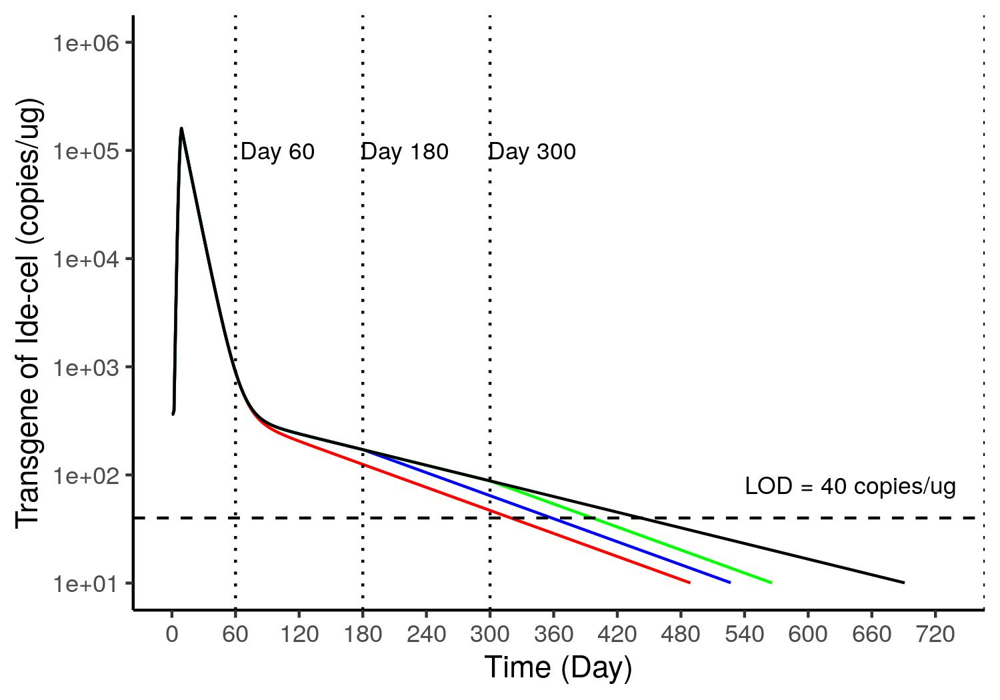 Transgene of Ide-cel (copies/ug)
1e+06
1e+05
1e+04
1e+03
1e+02
1e+01
Day 60
Day 180
Day 300
LOD = 40 copies/ug
0 60 120 180 240 300 360 420 480 540 600 660 720
Time (Day)